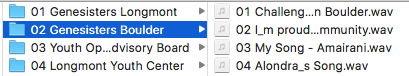 01 Genesisters Longmont
02 Genesisters Boulder
03 Youth Op...dvisory Board
04 Longmont Youth Center
01 Challeng...n Boulder.wav
02 I_m proud...mmunity.wav
03 My Song - Amairani.wav
04 Alondra_s Song.wav